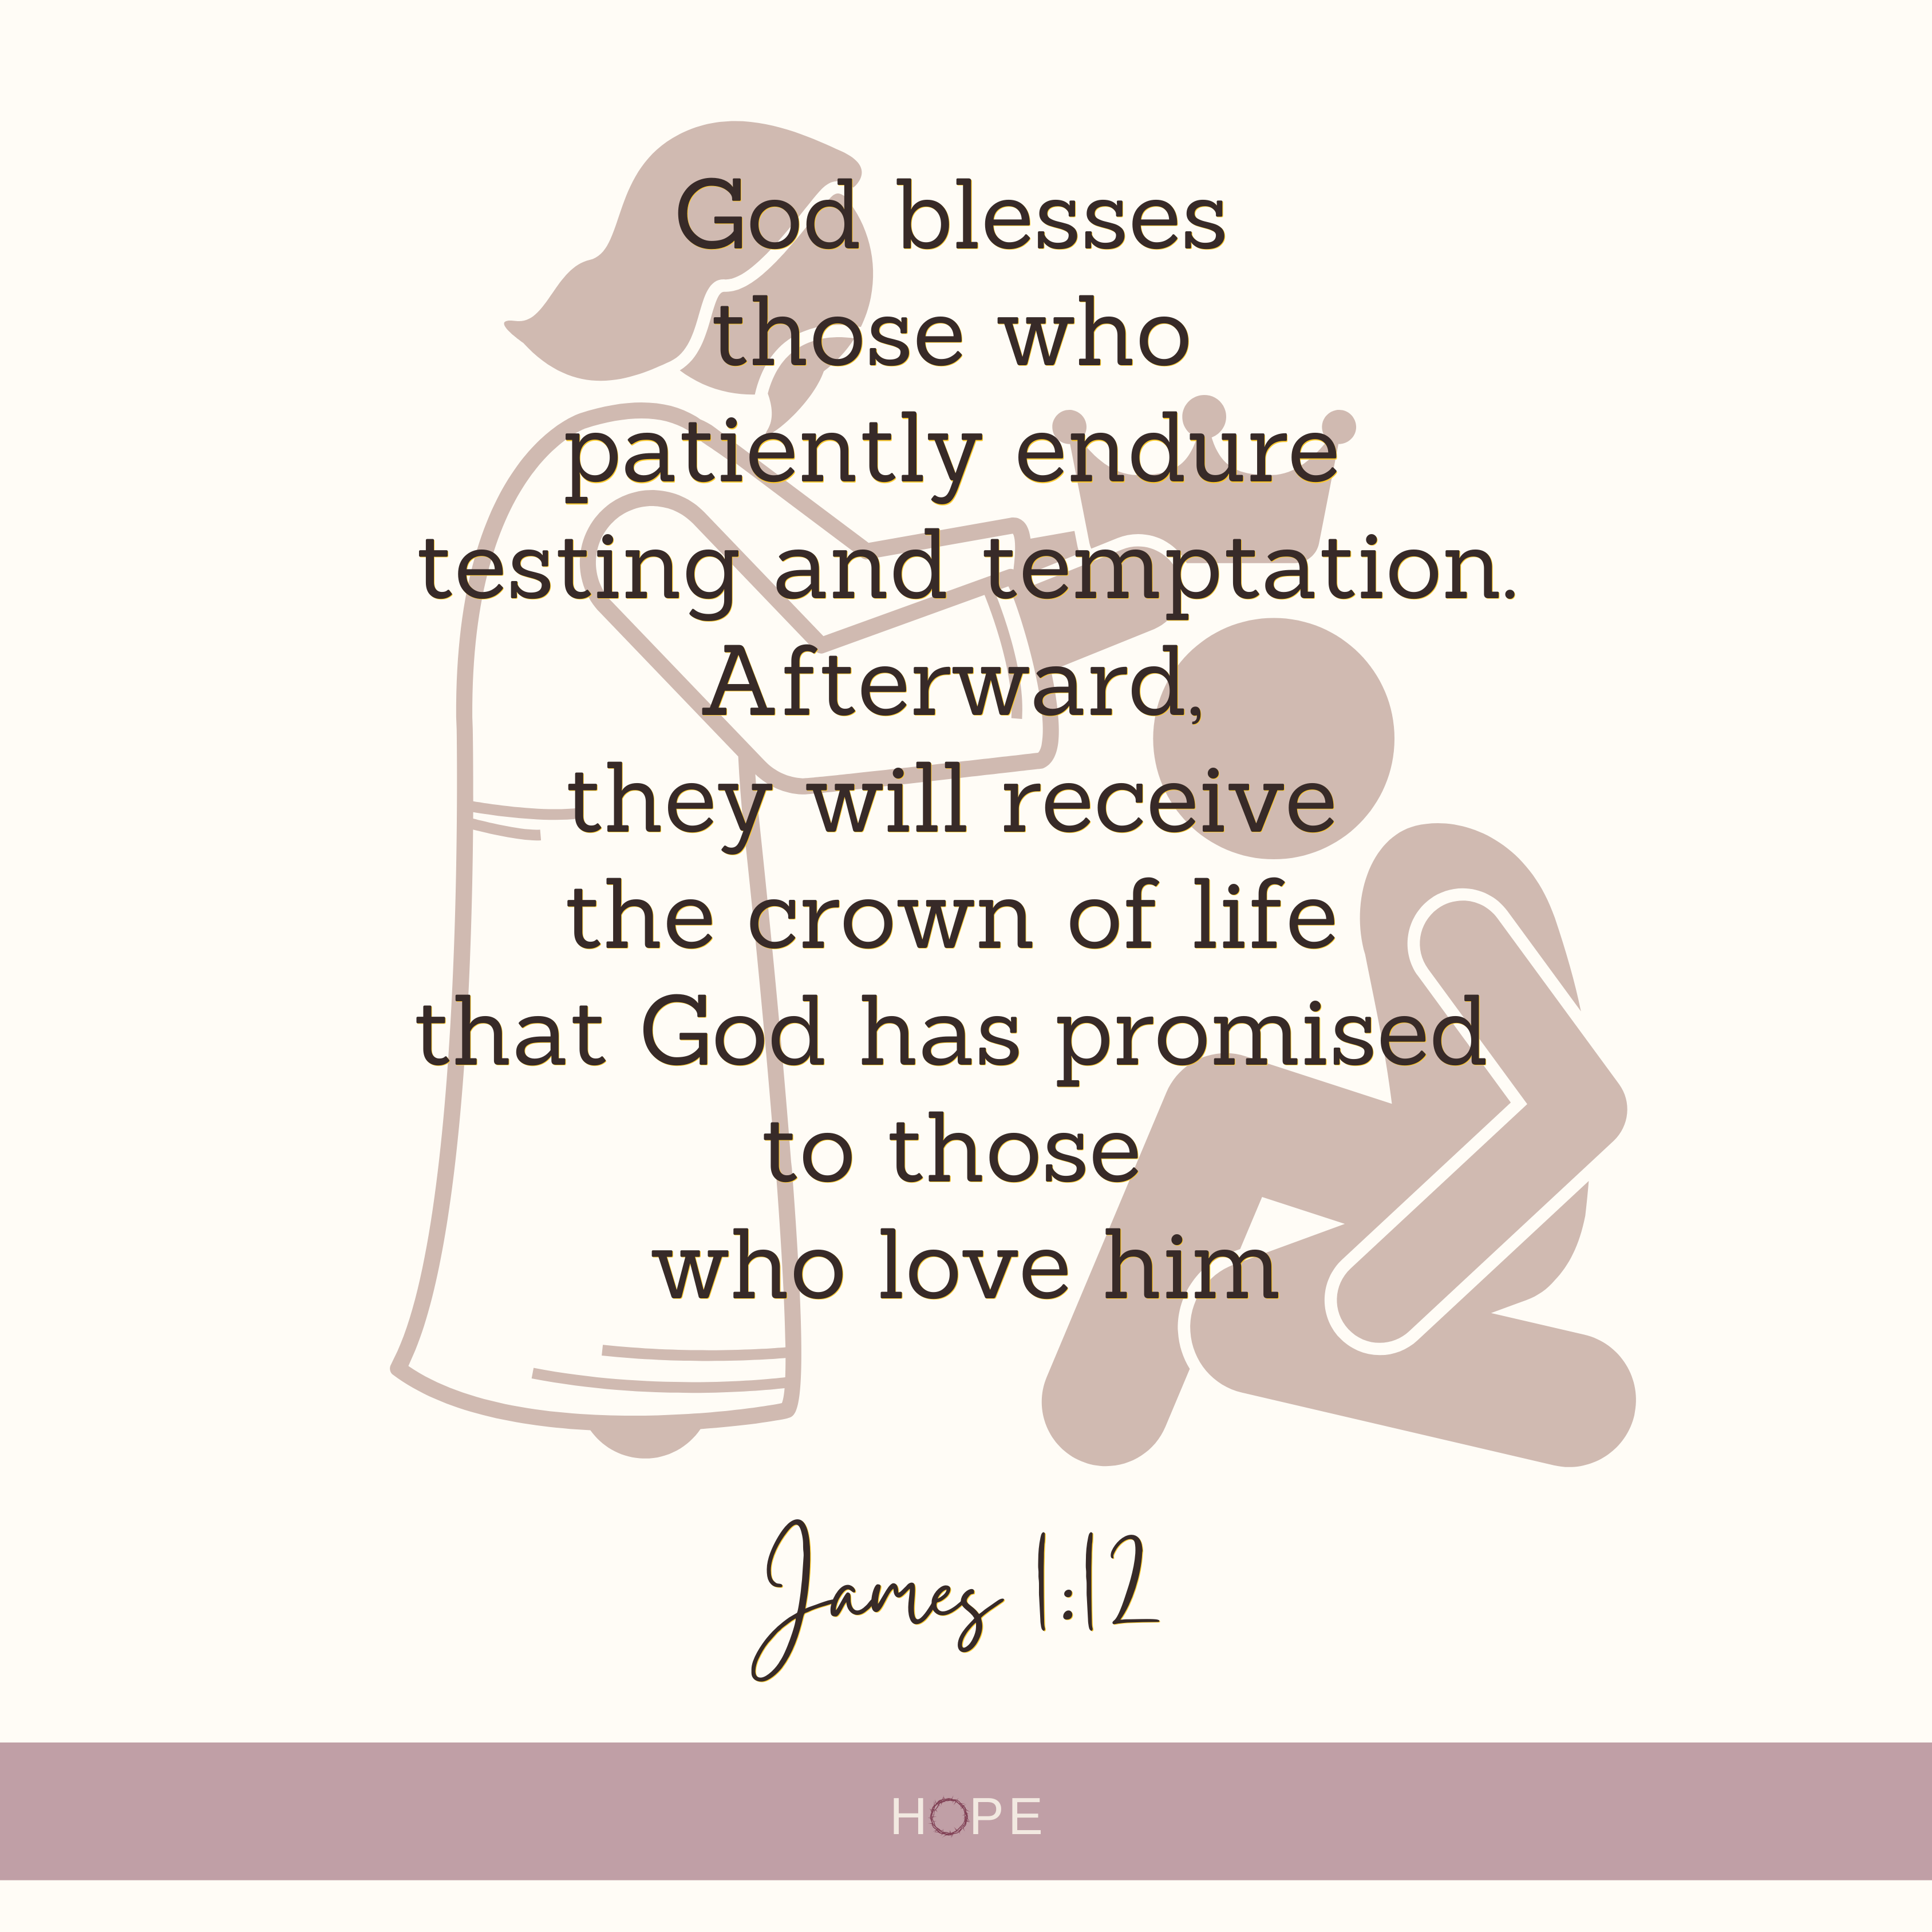 God blesses
those who
patiently endure
testing and temptation.
Afterward,
they will receive
the crown of life
that God has promised
to those
who love him
James 1:12
HOPE